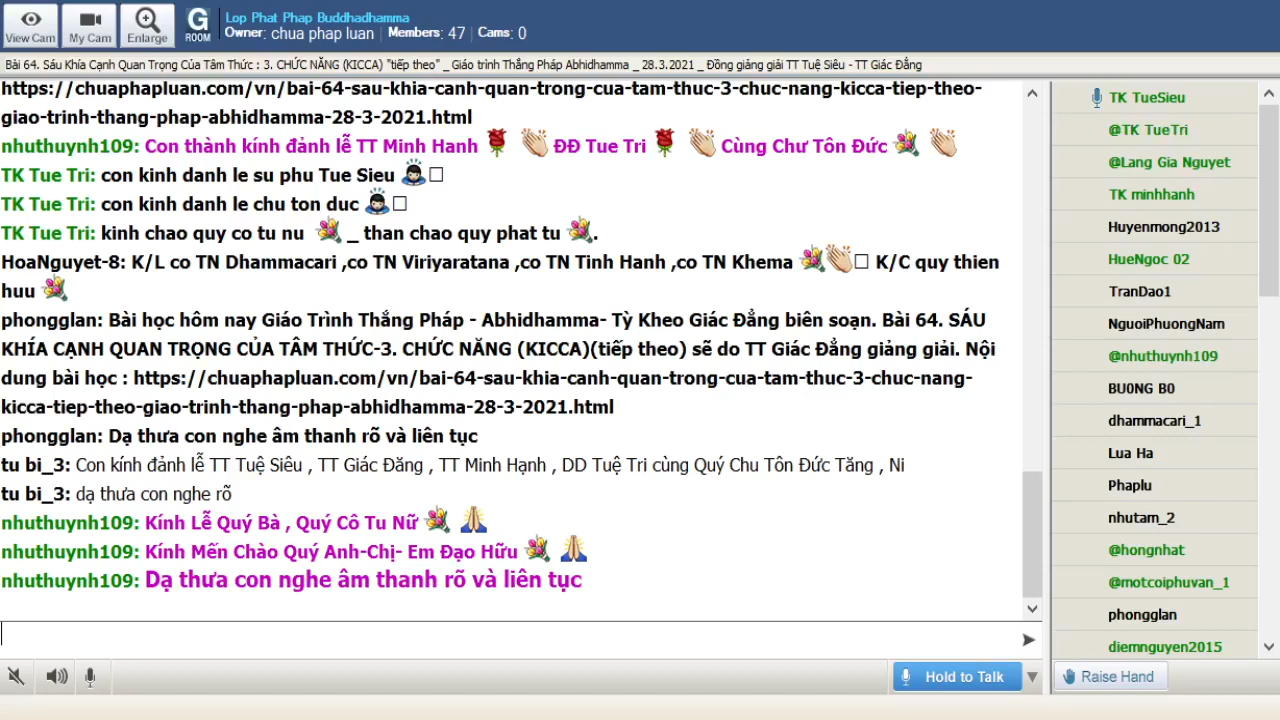 View Cam
My Cam
Enlarge
G
ROOM
Lop Phat Phap Buddhadhamma
Owner: chua phap luan | Members: 47 | Cams: 0
Bài 64. Sáu Khía Cạnh Quan Trọng Của Tâm Thức : 3. CHỨC NĂNG (KICCA) "tiếp theo" _ Giáo trình Thắng Pháp Abhidhamma _ 28.3.2021 _ Đồng giảng giải TT Tuệ Siêu - TT Giác Đẳng
https://chuaphapluan.com/vn/bai-64-sau-khia-canh-quan-trong-cua-tam-thuc-3-chuc-nang-kicca-tiep-theo-
giao-trinh-thang-phap-abhidhamma-28-3-2021.html
nhuthuynh109: Con thành kính đảnh lễ TT Minh Hanh 🌹 👏 ĐĐ Tue Tri 🌹 👏 Cùng Chư Tôn Đức 💐 👏
TK Tue Tri: con kinh danh le su phu Tue Sieu 🙇□
TK Tue Tri: con kinh danh le chu ton duc 🙇□
TK Tue Tri: kinh chao quy co tu nu 💐 _ than chao quy phat tu 💐.
HoaNguyet-8: K/L co TN Dhammacari ,co TN Viriyaratana ,co TN Tinh Hanh ,co TN Khema 💐👏□ K/C quy thien
huu 💐
phongglan: Bài học hôm nay Giáo Trình Thắng Pháp - Abhidhamma- Tỳ Kheo Giác Đẳng biên soạn. Bài 64. SÁU
KHÍA CẠNH QUAN TRỌNG CỦA TÂM THỨC-3. CHỨC NĂNG (KICCA)(tiếp theo) sẽ do TT Giác Đẳng giảng giải. Nội
dung bài học : https://chuaphapluan.com/vn/bai-64-sau-khia-canh-quan-trong-cua-tam-thuc-3-chuc-nang-
kicca-tiep-theo-giao-trinh-thang-phap-abhidhamma-28-3-2021.html
phongglan: Dạ thưa con nghe âm thanh rõ và liên tục
tu bi_3: Con kính đảnh lễ TT Tuệ Siêu , TT Giác Đăng , TT Minh Hạnh , DD Tuệ Tri cùng Quý Chu Tôn Đức Tăng , Ni
tu bi_3: dạ thưa con nghe rõ
nhuthuynh109: Kính Lễ Quý Bà , Quý Cô Tu Nữ 💐 🙏
nhuthuynh109: Kính Mến Chào Quý Anh-Chị- Em Đạo Hữu 💐 🙏
nhuthuynh109: Dạ thưa con nghe âm thanh rõ và liên tục
Hold to Talk
TK TueSieu
@TK TueTri
@Lang Gia Nguyet
TK minhhanh
Huyenmong2013
HueNgoc 02
TranDao1
NguoiPhuongNam
@nhuthuynh109
BU0NG B0
dhammacari_1
Lua Ha
Phaplu
nhutam_2
@hongnhat
@motcoiphuvan_1
phongglan
diemnguyen2015
Raise Hand